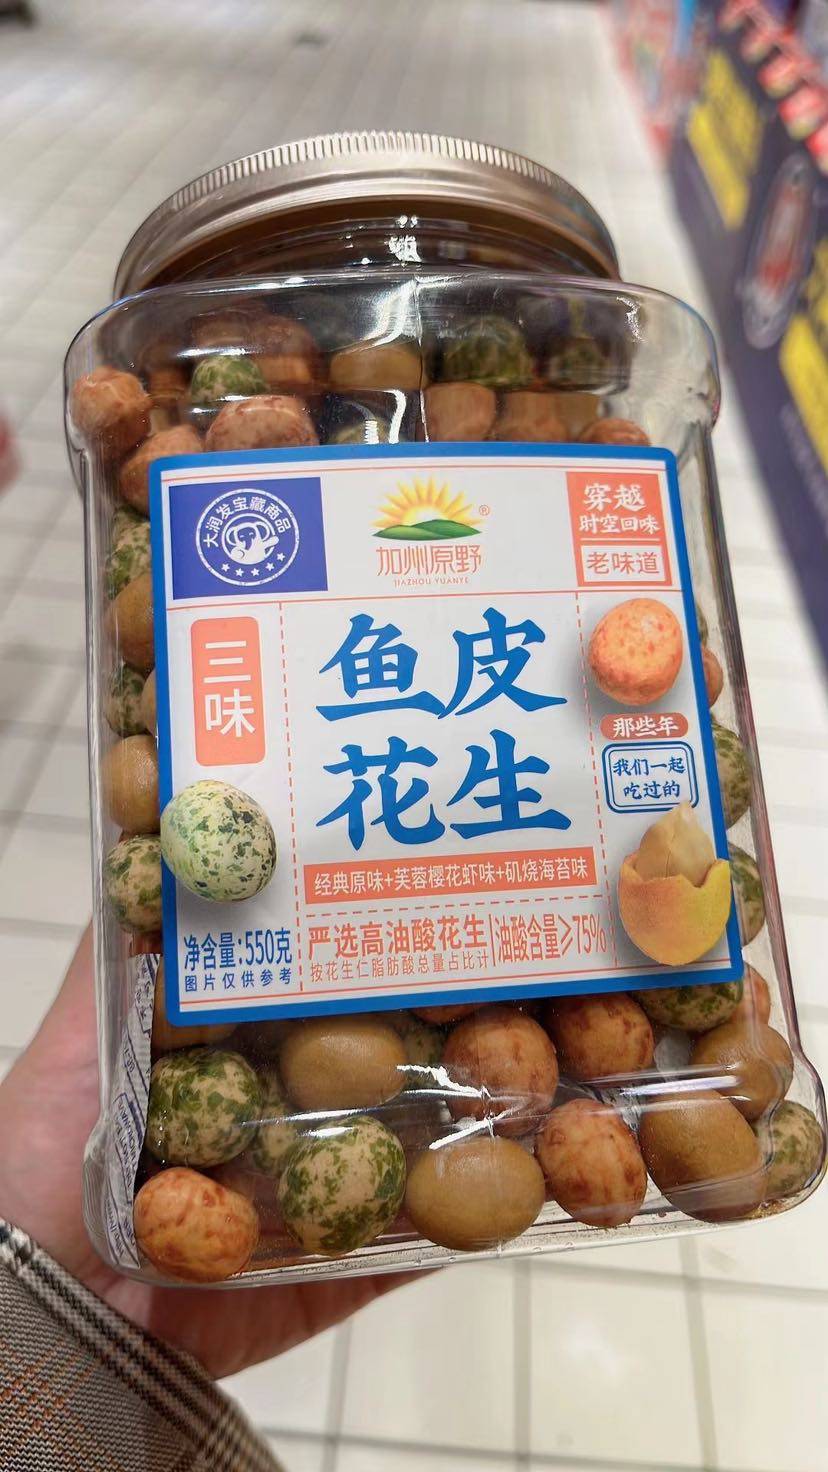 大润发宝藏商品
加州原野®
JIAZHOU YUANYE
穿越
时空回味
老味道
三味
鱼皮
花生
那些年
我们一起
吃过的
经典原味+芙蓉樱花虾味+矶烧海苔味
净含量:550克
图片仅供参考
严选高油酸花生|油酸含量≥75%
按花生仁脂肪酸总量占比计